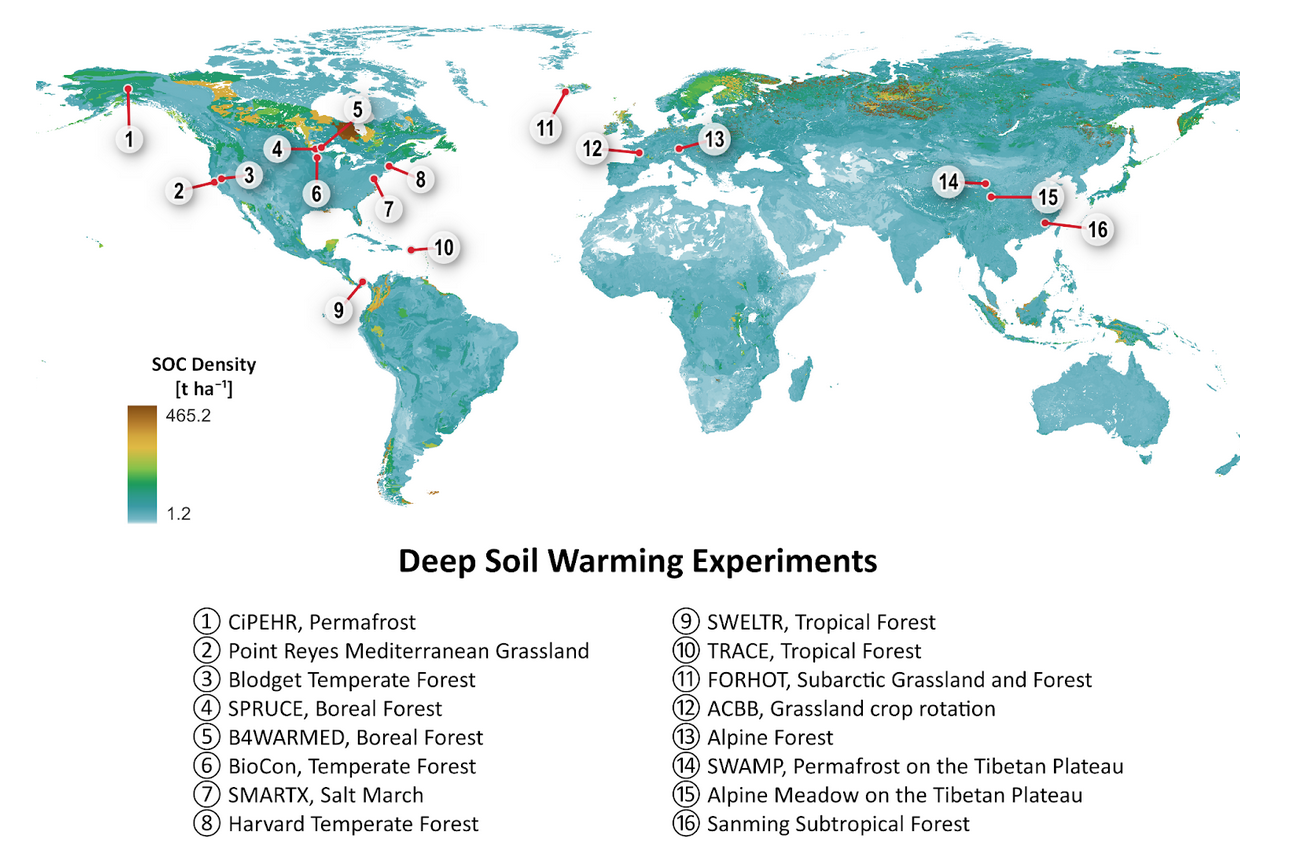 5
1
11
4
12
13
3
2
14
8
6
15
7
16
10
9
SOC Density
[t ha⁻¹]
465.2
1.2
Deep Soil Warming Experiments
① CiPEHR, Permafrost
② Point Reyes Mediterranean Grassland
③ Blodget Temperate Forest
④ SPRUCE, Boreal Forest
⑤ B4WARMED, Boreal Forest
⑥ BioCon, Temperate Forest
⑦ SMARTX, Salt March
⑧ Harvard Temperate Forest
⑨ SWELTR, Tropical Forest
⑩ TRACE, Tropical Forest
⑪ FORHOT, Subarctic Grassland and Forest
⑫ ACBB, Grassland crop rotation
⑬ Alpine Forest
⑭ SWAMP, Permafrost on the Tibetan Plateau
⑮ Alpine Meadow on the Tibetan Plateau
⑯ Sanming Subtropical Forest